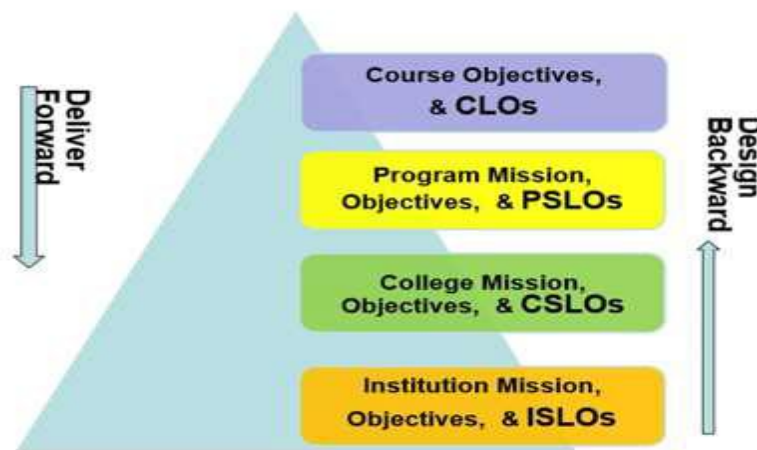 Deliver
Forward
Course Objectives,
& CLOs
Program Mission,
Objectives, & PSLOs
College Mission,
Objectives, & CSLOs
Institution Mission,
Objectives, & ISLOs
Design
Backward